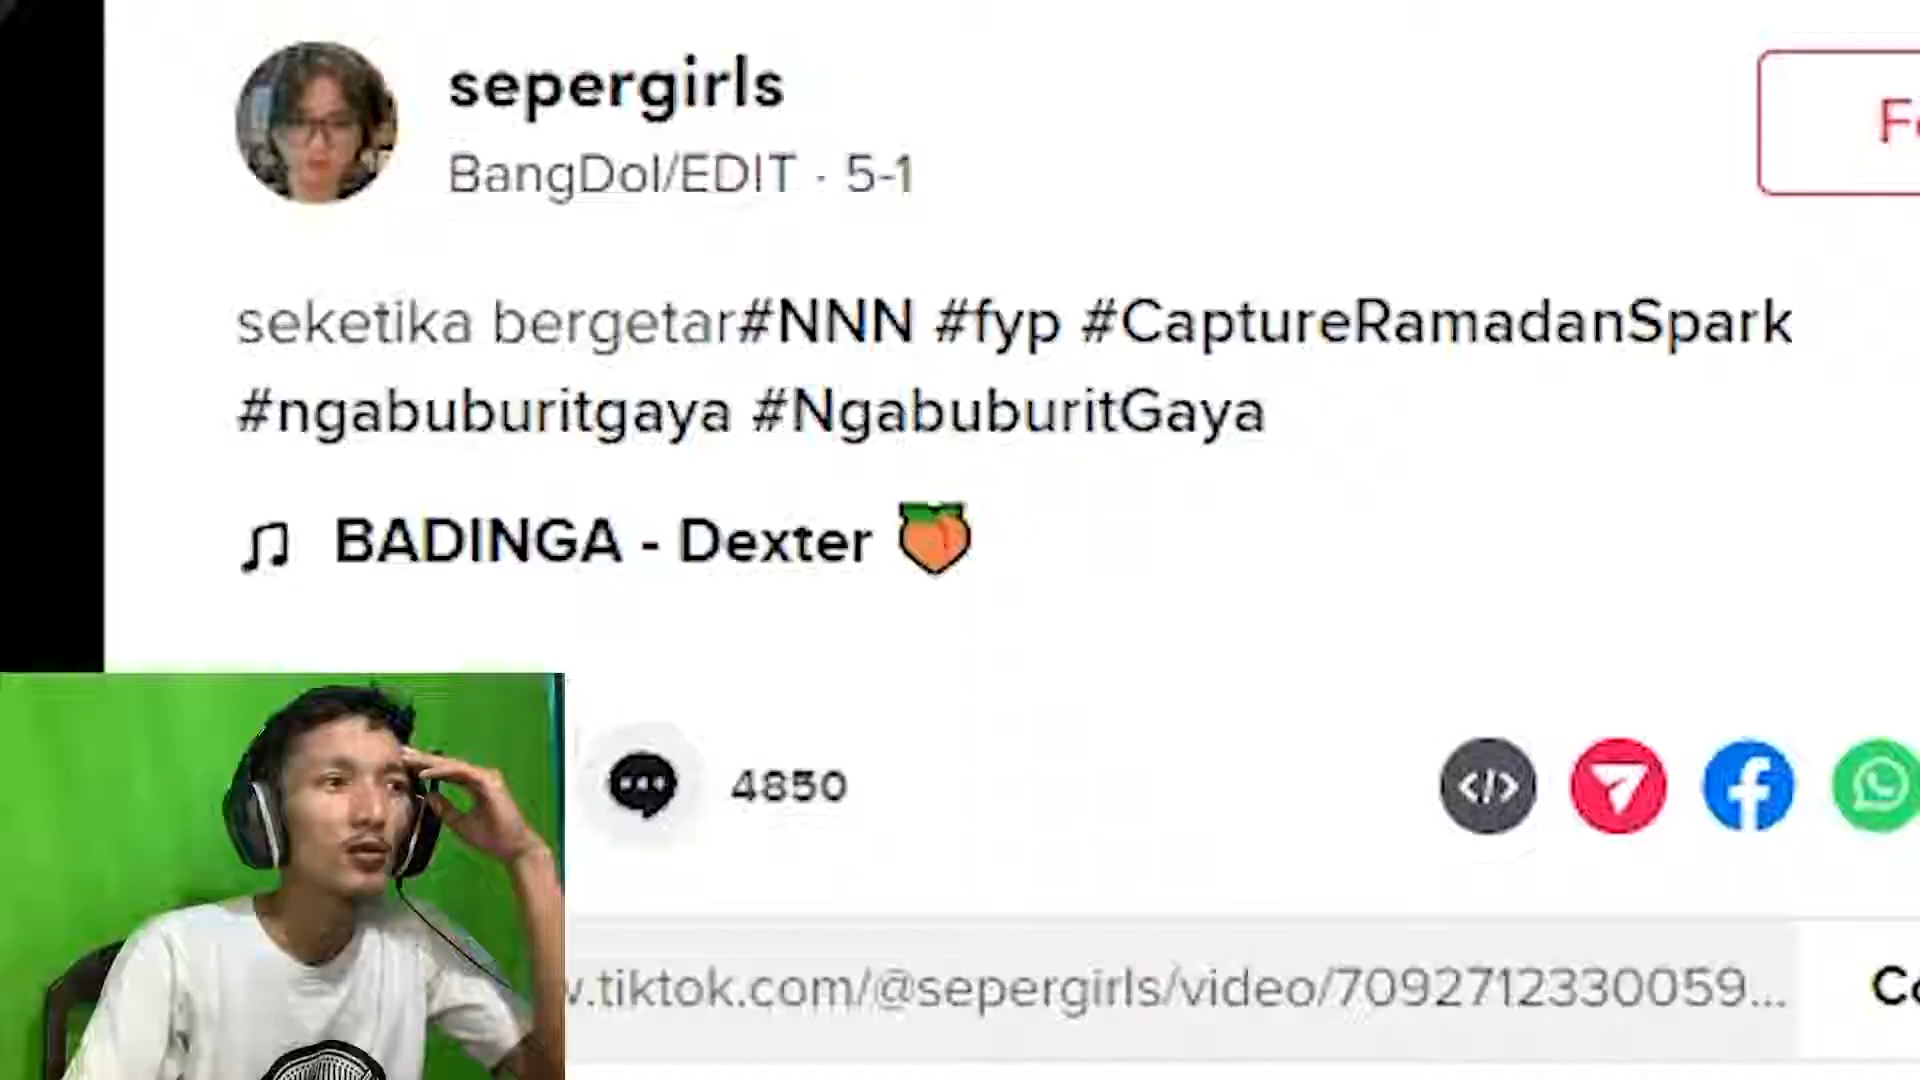 sepergirls
BangDol/EDIT · 5-1
seketika bergetar#NNN #fyp #CaptureRamadanSpark
#ngabuburitgaya #NgabuburitGaya
BADINGA - Dexter 🍑
4850
.tiktok.com/@sepergirls/video/7092712330059...